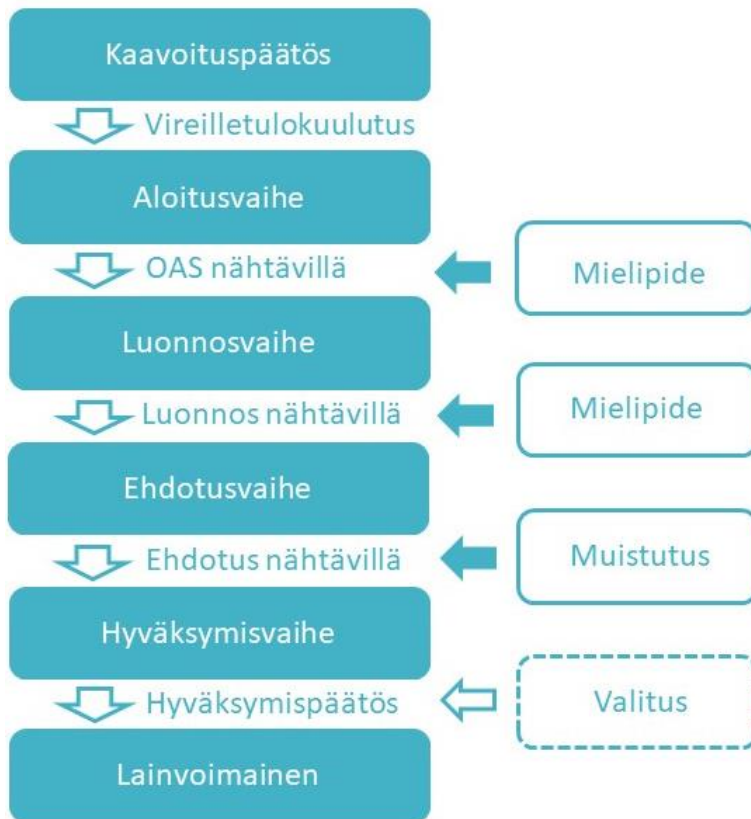 Kaavoituspäätös
Vireilletulokuulutus
Aloitusvaihe
OAS nähtävillä
Mielipide
Luonnosvaihe
Luonnos nähtävillä
Mielipide
Ehdotusvaihe
Ehdotus nähtävillä
Muistutus
Hyväksymisvaihe
Hyväksymispäätös
Valitus
Lainvoimainen